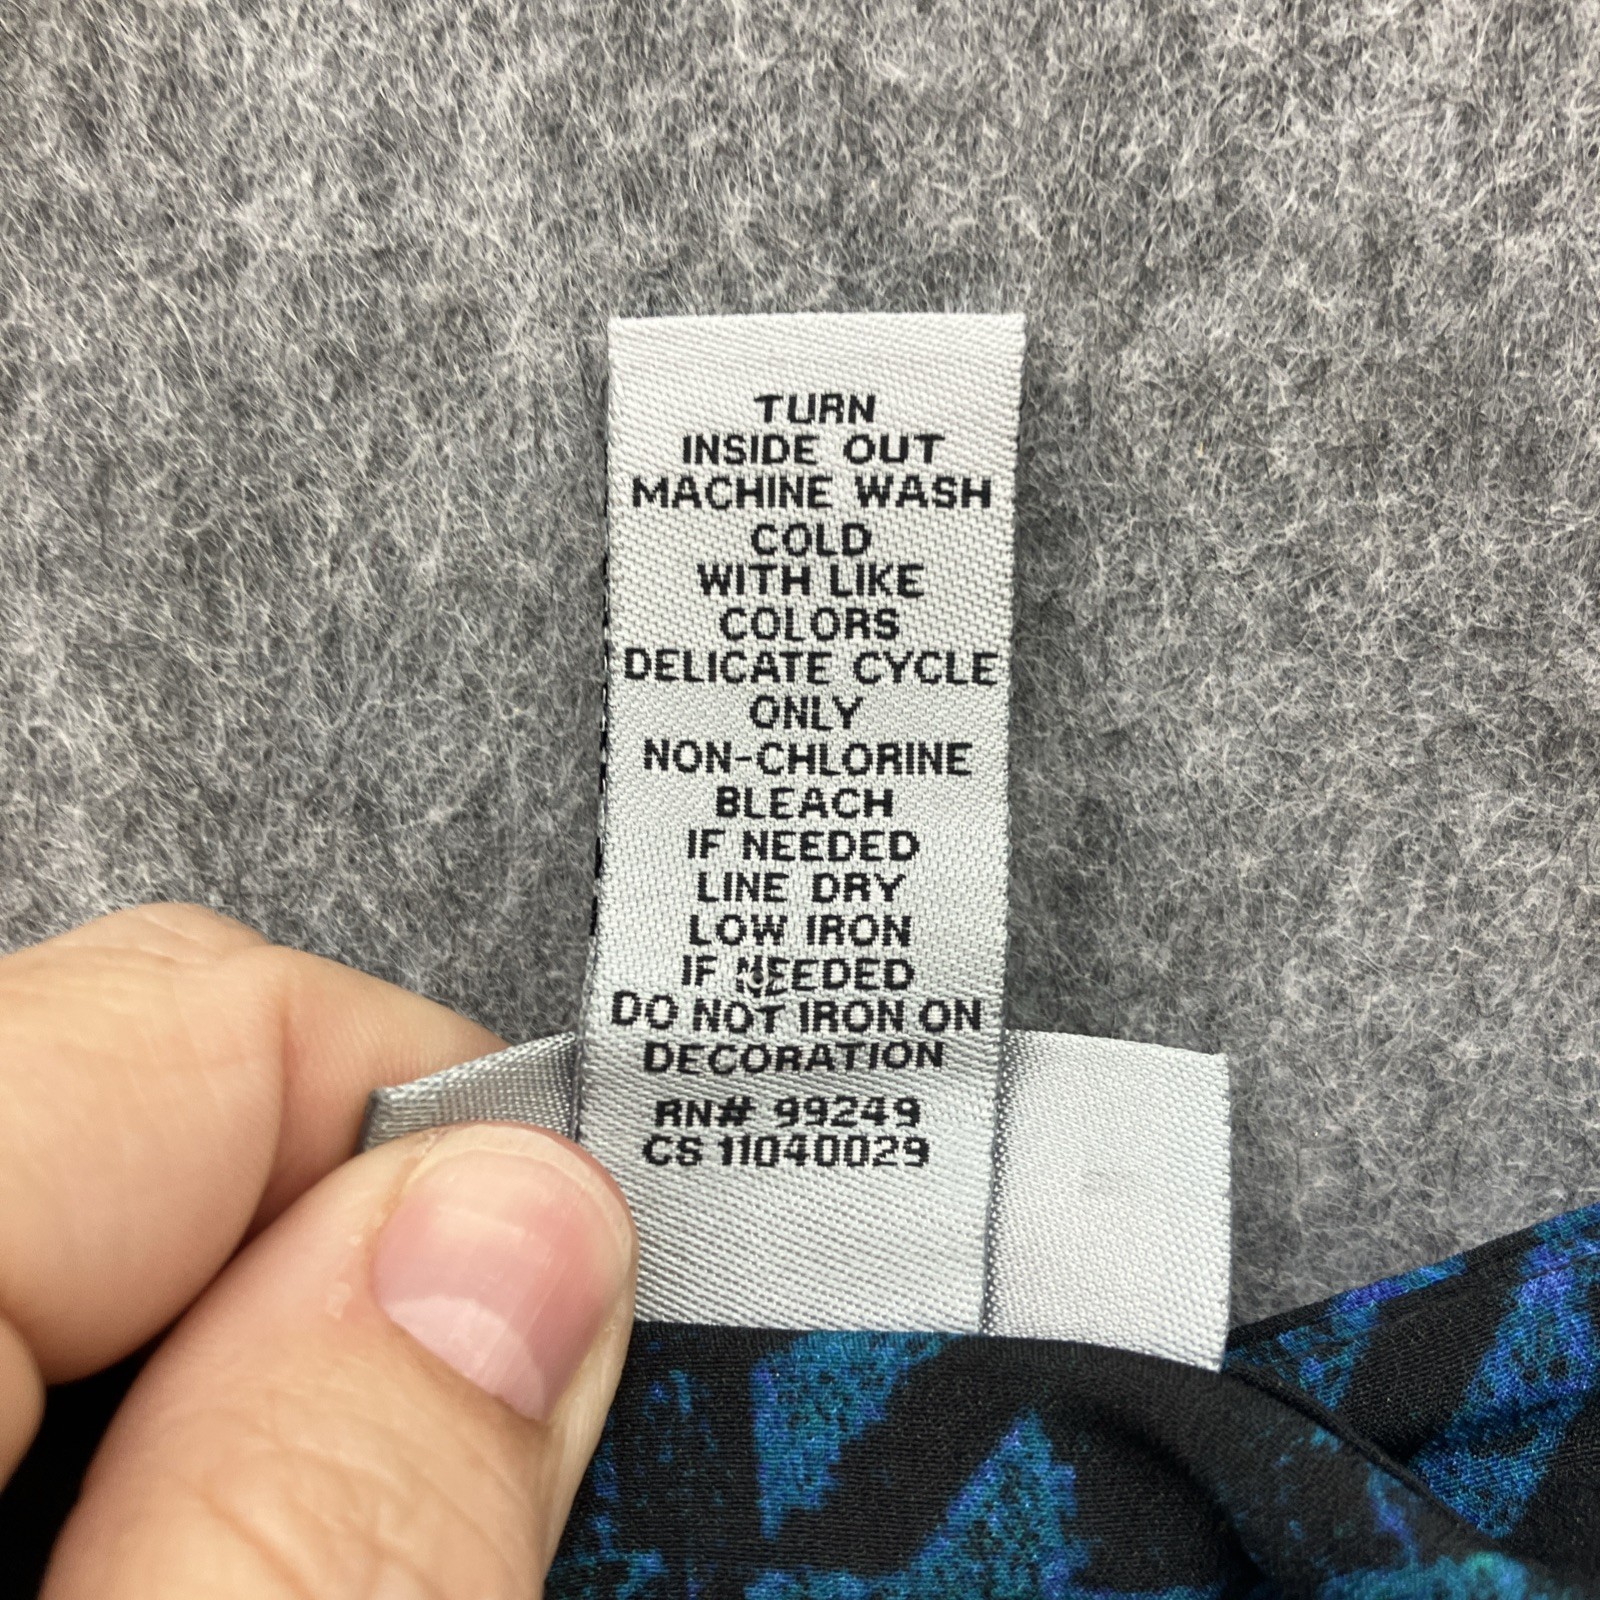 TURN
INSIDE OUT
MACHINE WASH
COLD
WITH LIKE
COLORS
DELICATE CYCLE
ONLY
NON-CHLORINE
BLEACH
IF NEEDED
LINE DRY
LOW IRON
IF NEEDED
DO NOT IRON ON
DECORATION
RN# 99249
CS 11040029